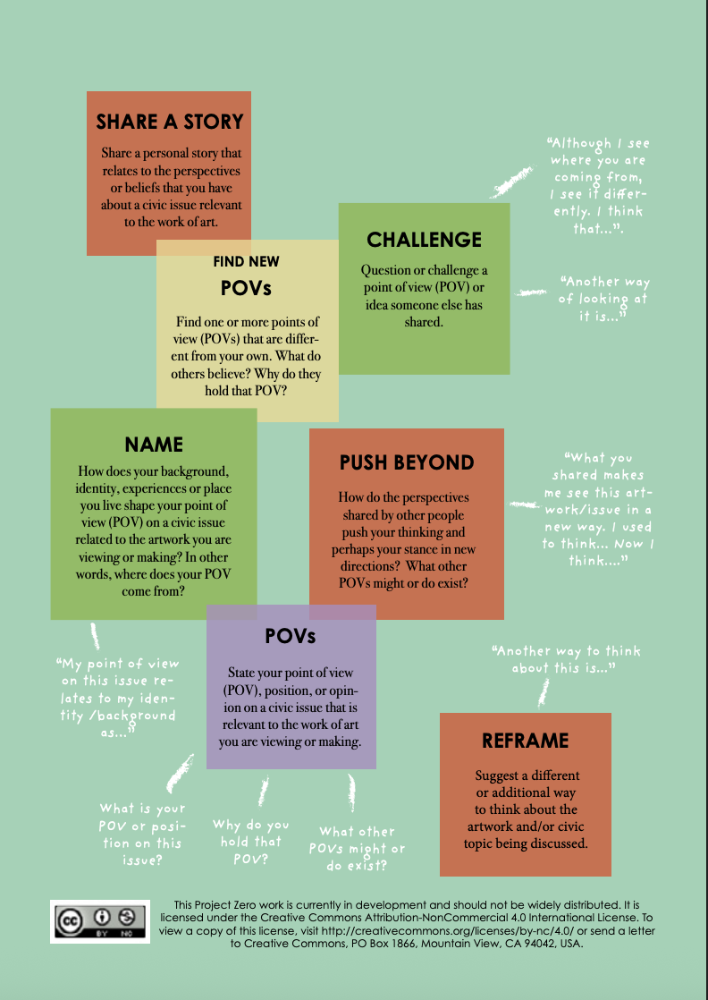 SHARE A STORY
Share a personal story that
relates to the perspectives
or beliefs that you have
about a civic issue relevant
to the work of art.
“Although I see
where you are
coming from,
I see it differ-
ently. I think
that...”.
CHALLENGE
Question or challenge a
point of view (POV) or
idea someone else has
shared.
“Another way
of looking at
it is...”
FIND NEW
POVs
Find one or more points of
view (POVs) that are differ-
ent from your own. What do
others believe? Why do they
hold that POV?
NAME
How does your background,
identity, experiences or place
you live shape your point of
view (POV) on a civic issue
related to the artwork you are
viewing or making? In other
words, where does your POV
come from?
PUSH BEYOND
How do the perspectives
shared by other people
push your thinking and
perhaps your stance in new
directions? What other
POVs might or do exist?
“What you
shared makes
me see this art-
work/issue in a
new way. I used
to think... Now I
think....”
“My point of view
on this issue re-
lates to my iden-
tity /background
as...”
POVs
State your point of view
(POV), position, or opin-
ion on a civic issue that is
relevant to the work of art
you are viewing or making.
“Another way to think
about this is...”
REFRAME
Suggest a different
or additional way
to think about the
artwork and/or civic
topic being discussed.
What is your
POV or posi-
tion on this
issue?
Why do you
hold that
POV?
What other
POVs might or
do exist?
cc
BY NC
This Project Zero work is currently in development and should not be widely distributed. It is
licensed under the Creative Commons Attribution-NonCommercial 4.0 International License. To
view a copy of this license, visit http://creativecommons.org/licenses/by-nc/4.0/ or send a letter
to Creative Commons, PO Box 1866, Mountain View, CA 94042, USA.